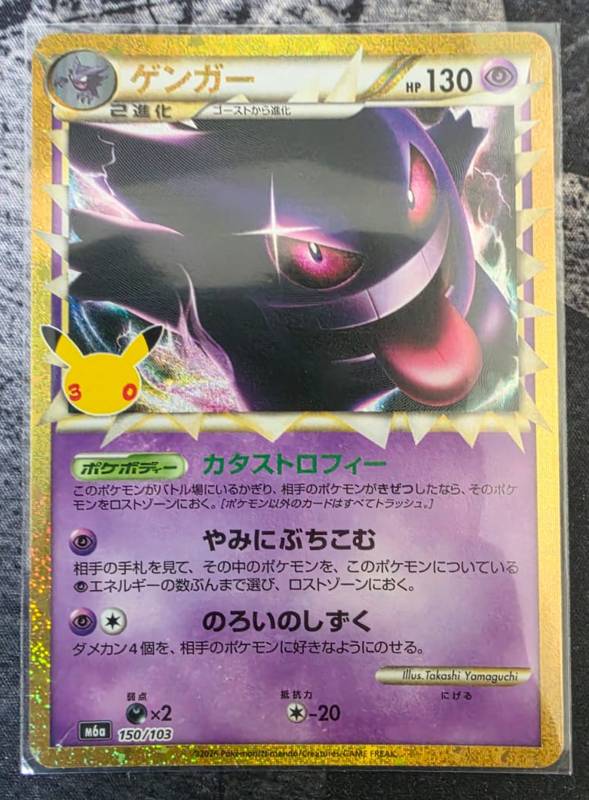 ゲンガー
HP130
2進化
ゴーストから進化
30
ポケボディー カタストロフィー
このポケモンがバトル場にいるかぎり、相手のポケモンがきぜつしたなら、そのポケ
モンをロストゾーンにおく。[ポケモン以外のカードはすべてトラッシュ。]
やみにぶちこむ
相手の手札を見て、その中のポケモンを、このポケモンについている
エネルギーの数ぶんまで選び、ロストゾーンにおく。
のろいのしずく
ダメカン4個を、相手のポケモンに好きなようにのせる。
Illus.Takashi Yamaguchi
弱点 抵抗力 にげる
×2 -20
m6a 150/103
©2026 Pokémon/Nintendo/Creatures/GAME FREAK.